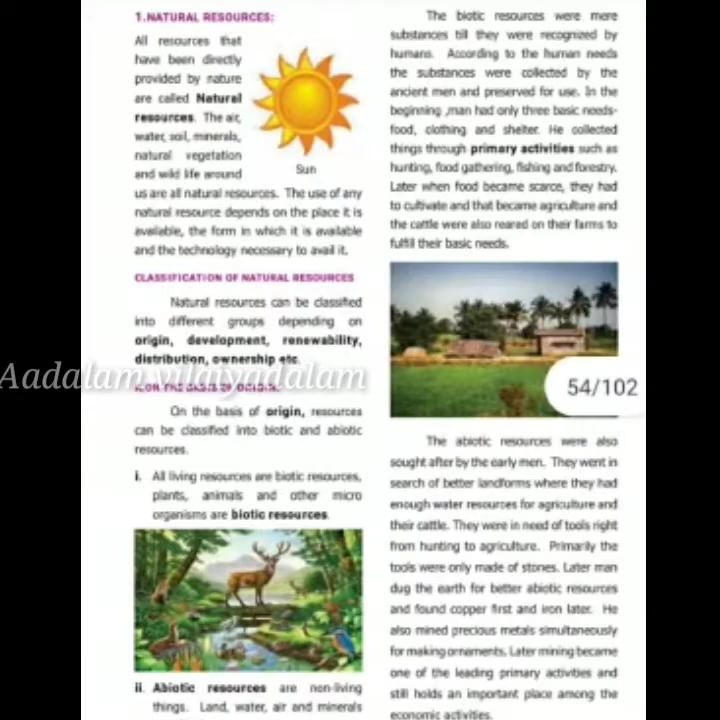 1.NATURAL RESOURCES:
All resources that
have been directly
provided by nature
are called Natural
resources. The air,
water, soil, minerals,
natural vegetation
and wild life around
us are all natural resources. The use of any
natural resource depends on the place it is
available, the form in which it is available
and the technology necessary to avail it.
Sun
CLASSIFICATION OF NATURAL RESOURCES
Natural resources can be classified
into different groups depending on
origin, development, renewability,
distribution, ownership etc.
Aadalam vilaiyadalam
ON THE BASIS OF ORIGIN:
On the basis of origin, resources
can be classified into biotic and abiotic
resources.
i. All living resources are biotic resources,
plants, animals and other micro
organisms are biotic resources.
ii. Abiotic resources are non-living
things. Land, water, air and minerals
The biotic resources were mere
substances till they were recognized by
humans. According to the human needs
the substances were collected by the
ancient men and preserved for use. In the
beginning ,man had only three basic needs-
food, clothing and shelter. He collected
things through primary activities such as
hunting, food gathering, fishing and forestry.
Later when food became scarce, they had
to cultivate and that became agriculture and
the cattle were also reared on their farms to
fulfill their basic needs.
54/102
The abiotic resources were also
sought after by the early men. They went in
search of better landforms where they had
enough water resources for agriculture and
their cattle. They were in need of tools right
from hunting to agriculture. Primarily the
tools were only made of stones. Later man
dug the earth for better abiotic resources
and found copper first and iron later. He
also mined precious metals simultaneously
for making ornaments. Later mining became
one of the leading primary activities and
still holds an important place among the
economic activities.